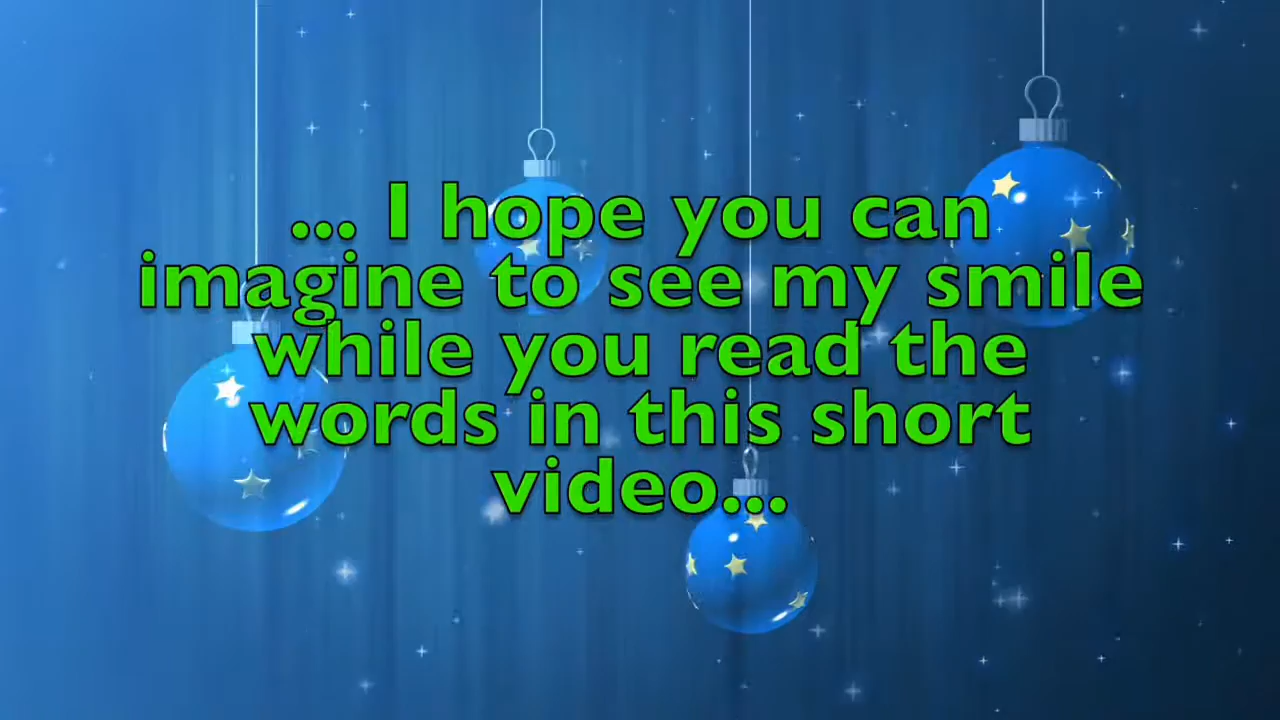 ... I hope you can
imagine to see my smile
while you read the
words in this short
video...